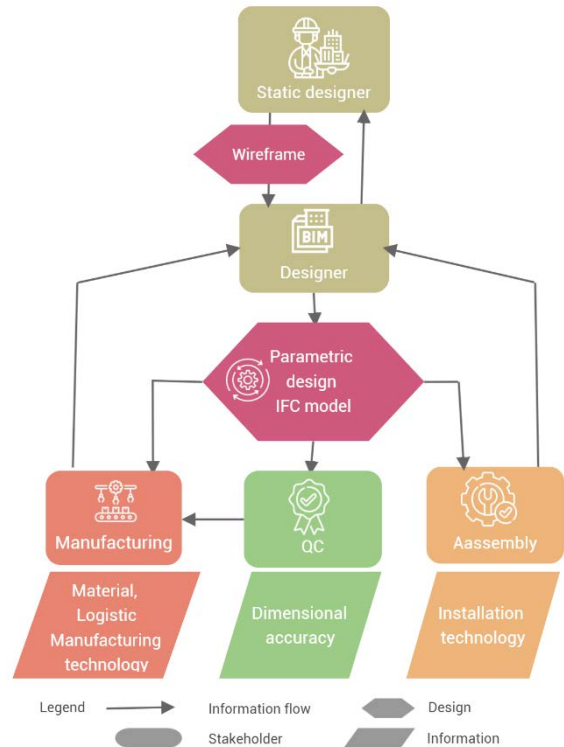 Static designer
Wireframe
BIM
Designer
Parametric
design
IFC model
Manufacturing
QC
Aassembly
Material,
Logistic
Manufacturing
technology
Dimensional
accuracy
Installation
technology
Legend
Information flow
Design
Stakeholder
Information